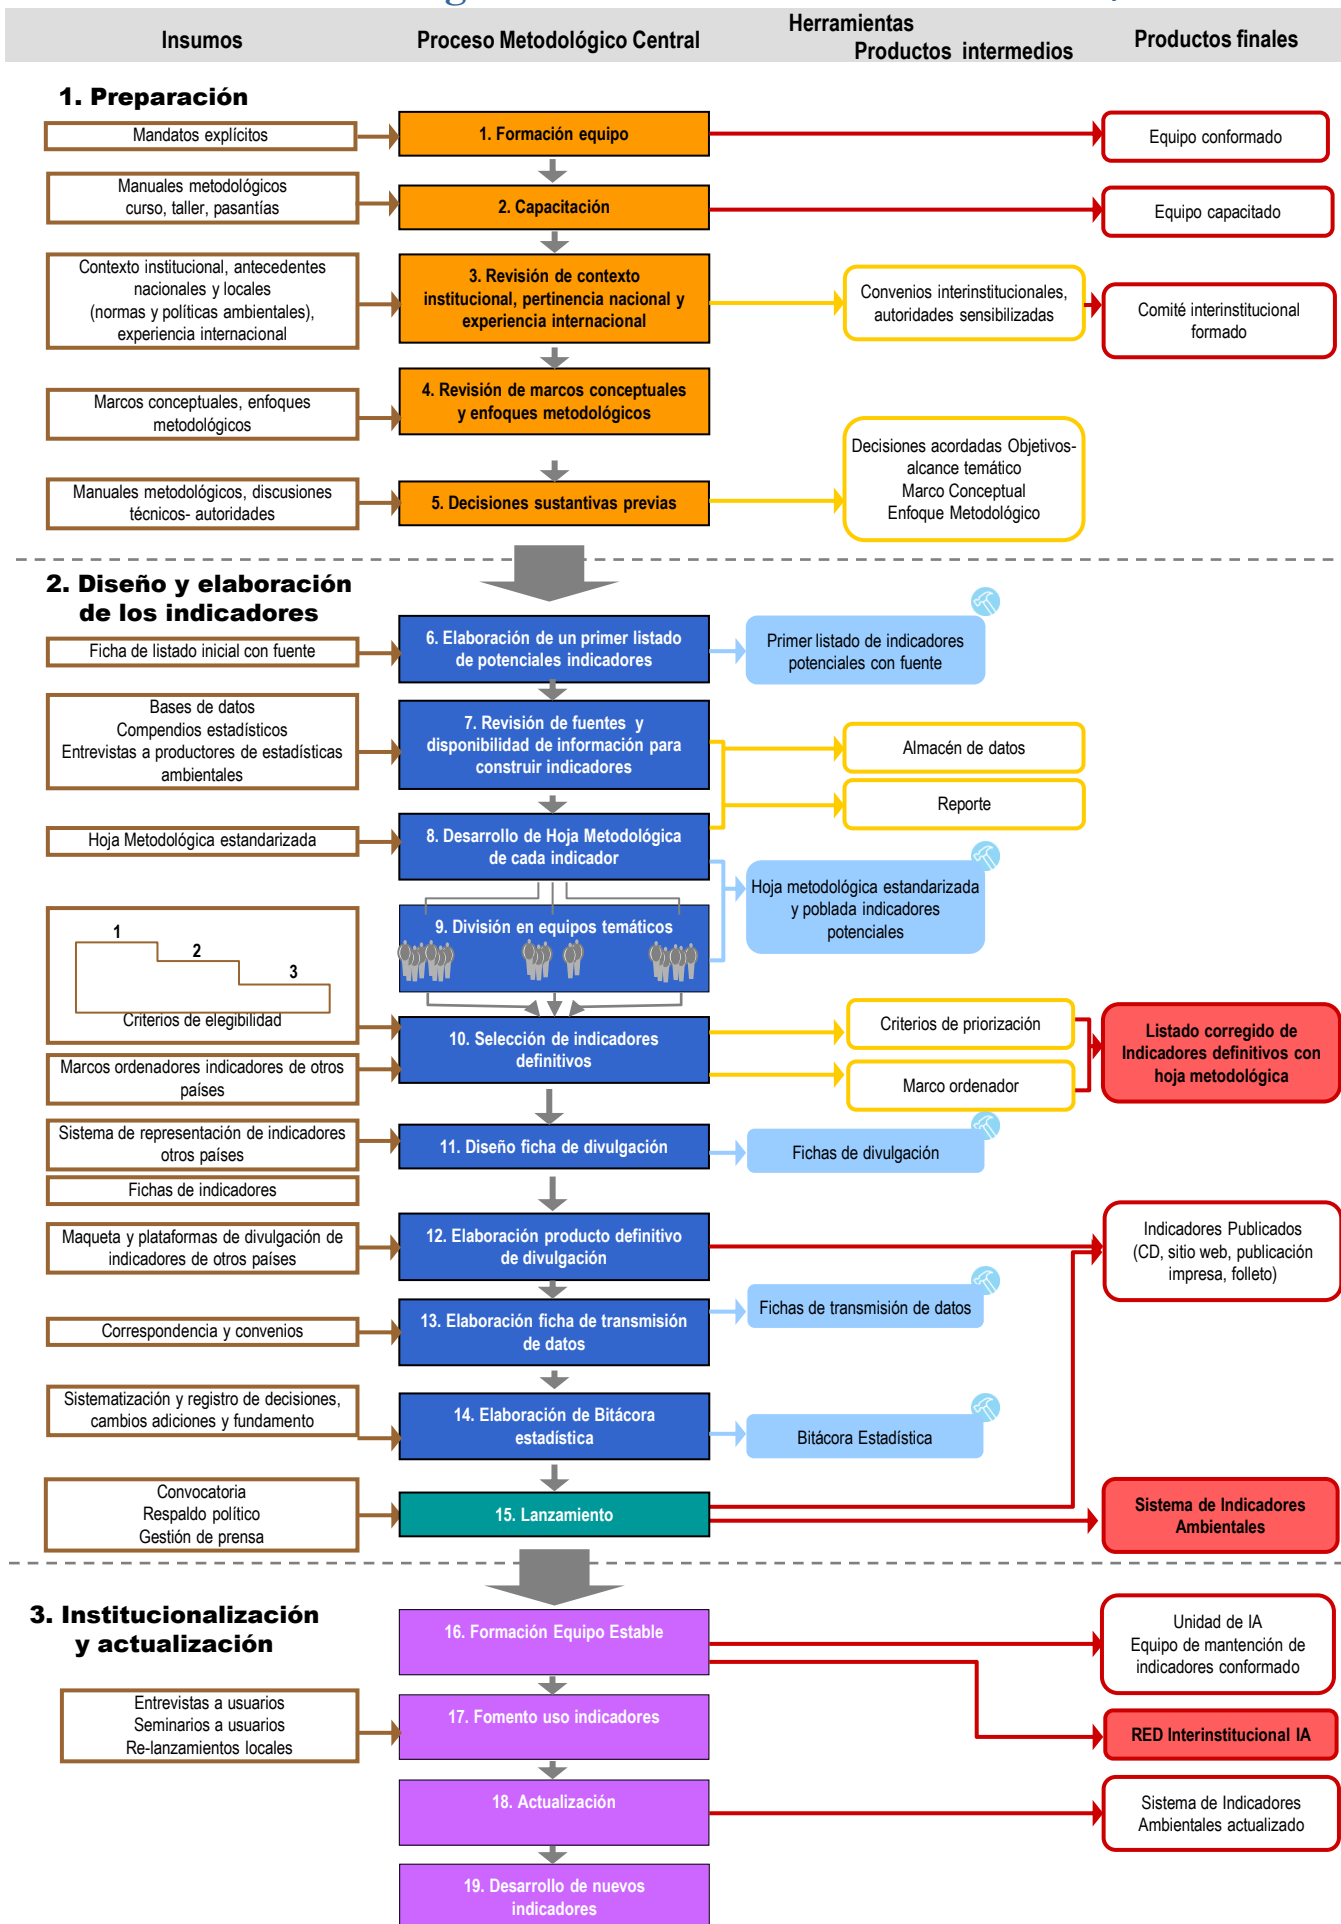 Insumos
Proceso Metodológico Central
Herramientas
Productos intermedios
Productos finales
1. Preparación
Mandatos explícitos
1. Formación equipo
Equipo conformado
Manuales metodológicos
curso, taller, pasantías
2. Capacitación
Equipo capacitado
Contexto institucional, antecedentes
nacionales y locales
(normas y políticas ambientales),
experiencia internacional
3. Revisión de contexto
institucional, pertinencia nacional y
experiencia internacional
Convenios interinstitucionales,
autoridades sensibilizadas
Comité interinstitucional
formado
Marcos conceptuales, enfoques
metodológicos
4. Revisión de marcos conceptuales
y enfoques metodológicos
Manuales metodológicos, discusiones
técnicos- autoridades
5. Decisiones sustantivas previas
Decisiones acordadas Objetivos-
alcance temático
Marco Conceptual
Enfoque Metodológico
2. Diseño y elaboración
de los indicadores
Ficha de listado inicial con fuente
6. Elaboración de un primer listado
de potenciales indicadores
Primer listado de indicadores
potenciales con fuente
Bases de datos
Compendios estadísticos
Entrevistas a productores de estadísticas
ambientales
7. Revisión de fuentes y
disponibilidad de información para
construir indicadores
Almacén de datos
Reporte
Hoja Metodológica estandarizada
8. Desarrollo de Hoja Metodológica
de cada indicador
Hoja metodológica estandarizada
y poblada indicadores
potenciales
9. División en equipos temáticos
1
2
3
Criterios de elegibilidad
10. Selección de indicadores
definitivos
Criterios de priorización
Marco ordenador
Listado corregido de
Indicadores definitivos con
hoja metodológica
Marcos ordenadores indicadores de otros
países
Sistema de representación de indicadores
otros países
11. Diseño ficha de divulgación
Fichas de divulgación
Fichas de indicadores
Maqueta y plataformas de divulgación de
indicadores de otros países
12. Elaboración producto definitivo
de divulgación
Indicadores Publicados
(CD, sitio web, publicación
impresa, folleto)
Correspondencia y convenios
13. Elaboración ficha de transmisión
de datos
Fichas de transmisión de datos
Sistematización y registro de decisiones,
cambios adiciones y fundamento
14. Elaboración de Bitácora
estadística
Bitácora Estadística
Convocatoria
Respaldo político
Gestión de prensa
15. Lanzamiento
Sistema de Indicadores
Ambientales
3. Institucionalización
y actualización
16. Formación Equipo Estable
Unidad de IA
Equipo de mantención de
indicadores conformado
Entrevistas a usuarios
Seminarios a usuarios
Re-lanzamientos locales
17. Fomento uso indicadores
RED Interinstitucional IA
18. Actualización
Sistema de Indicadores
Ambientales actualizado
19. Desarrollo de nuevos
indicadores